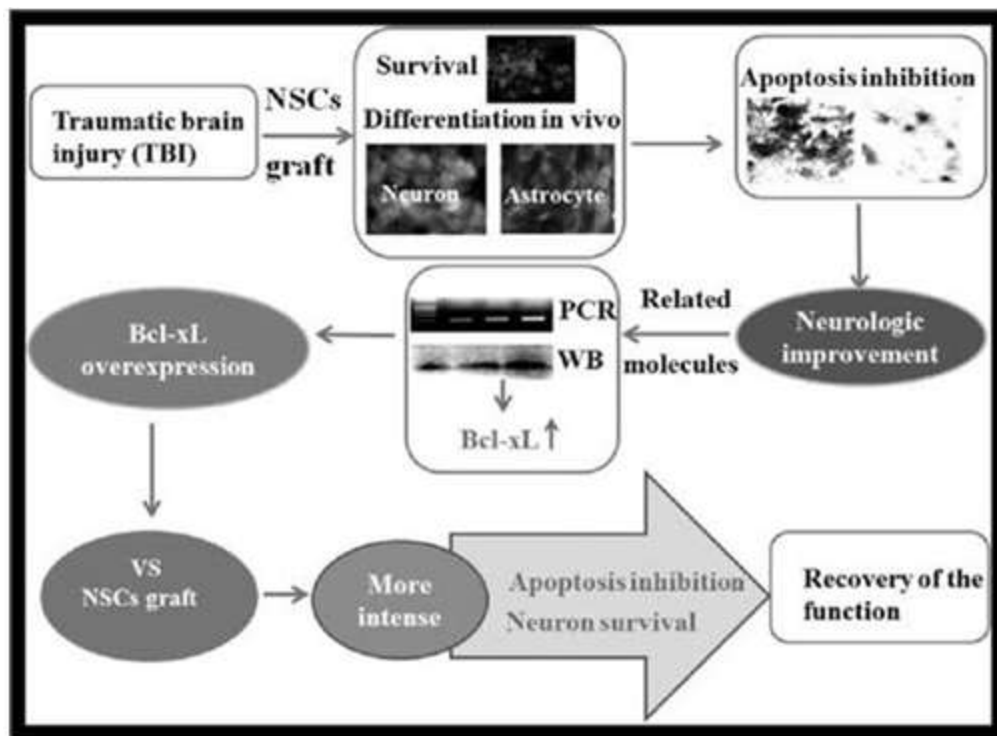 Traumatic brain
injury (TBI)
NSCs
graft
Survival
Differentiation in vivo
Neuron
Astrocyte
Apoptosis inhibition
Neurologic
improvement
Related
molecules
PCR
WB
Bcl-xL ↑
Bcl-xL
overexpression
VS
NSCs graft
More
intense
Apoptosis inhibition
Neuron survival
Recovery of the
function